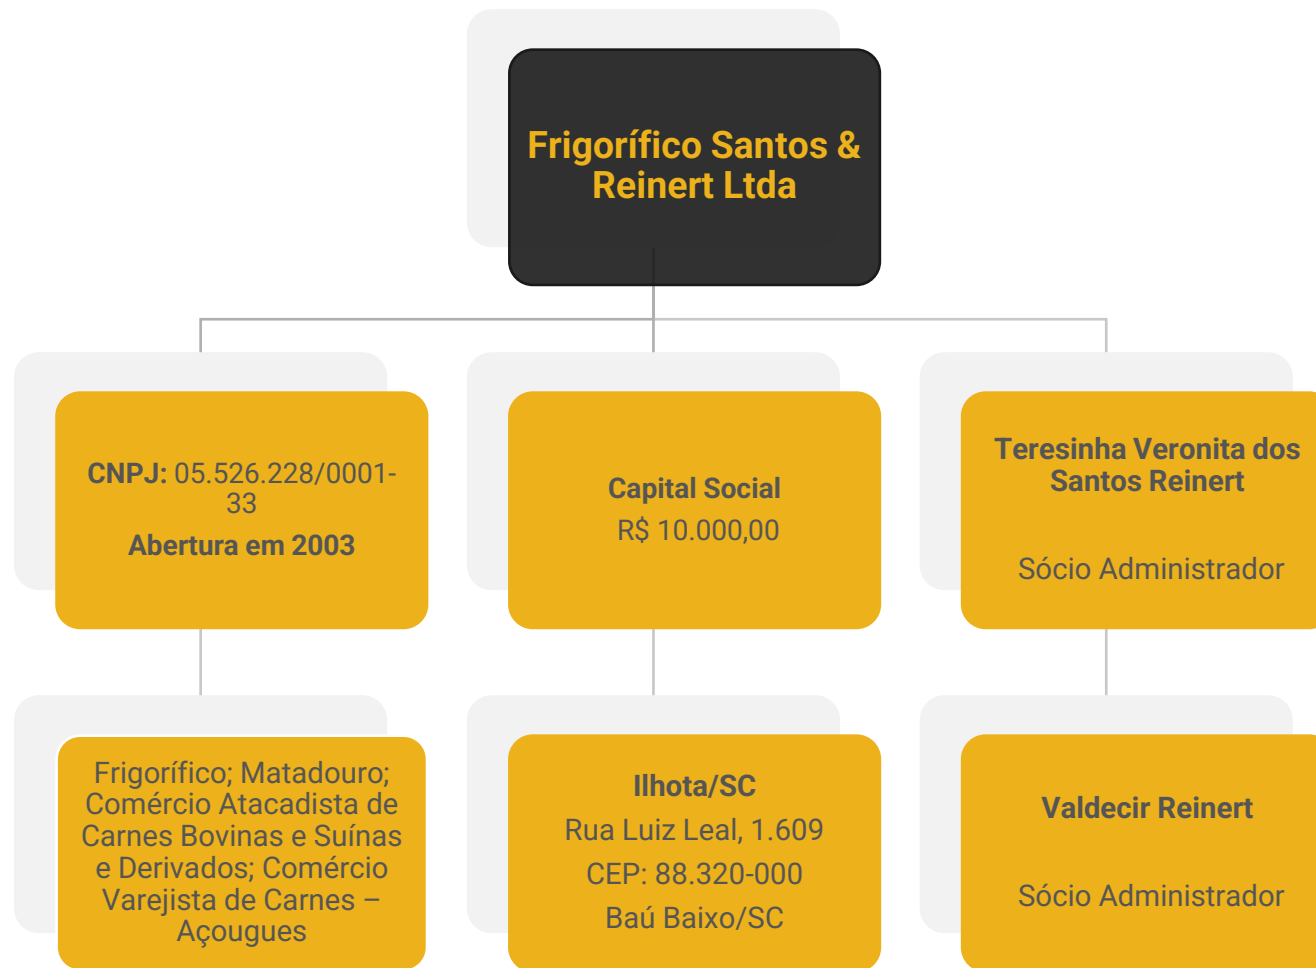 Frigorífico Santos &
Reinert Ltda
CNPJ: 05.526.228/0001-
33
Abertura em 2003
Capital Social
R$ 10.000,00
Teresinha Veronita dos
Santos Reinert
Sócio Administrador
Frigorífico; Matadouro;
Comércio Atacadista de
Carnes Bovinas e Suínas
e Derivados; Comércio
Varejista de Carnes –
Açougues
Ilhota/SC
Rua Luiz Leal, 1.609
CEP: 88.320-000
Baú Baixo/SC
Valdecir Reinert
Sócio Administrador